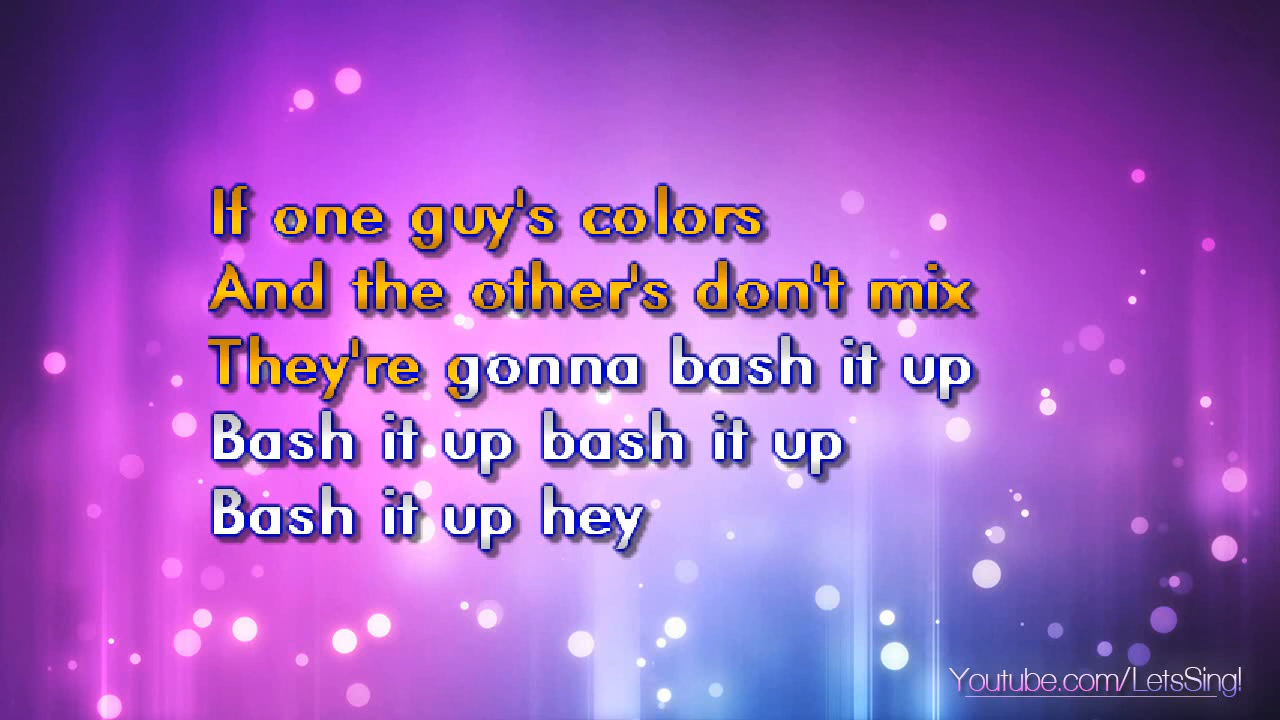 If one guy's colors
And the other's don't mix
They're gonna bash it up
Bash it up bash it up
Bash it up hey
Youtube.com/LetsSing!